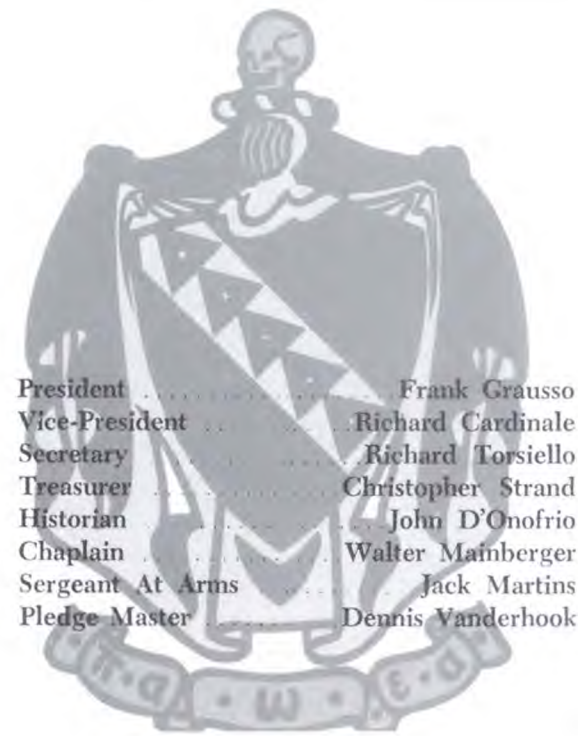 President .................... Frank Grausso
Vice-President .......... Richard Cardinale
Secretary .......... Richard Torsiello
Treasurer .......... Christopher Strand
Historian .......... John D'Onofrio
Chaplain .......... Walter Mainberger
Sergeant At Arms .......... Jack Martins
Pledge Master .......... Dennis Vanderhook
π · α · ω · ε · α